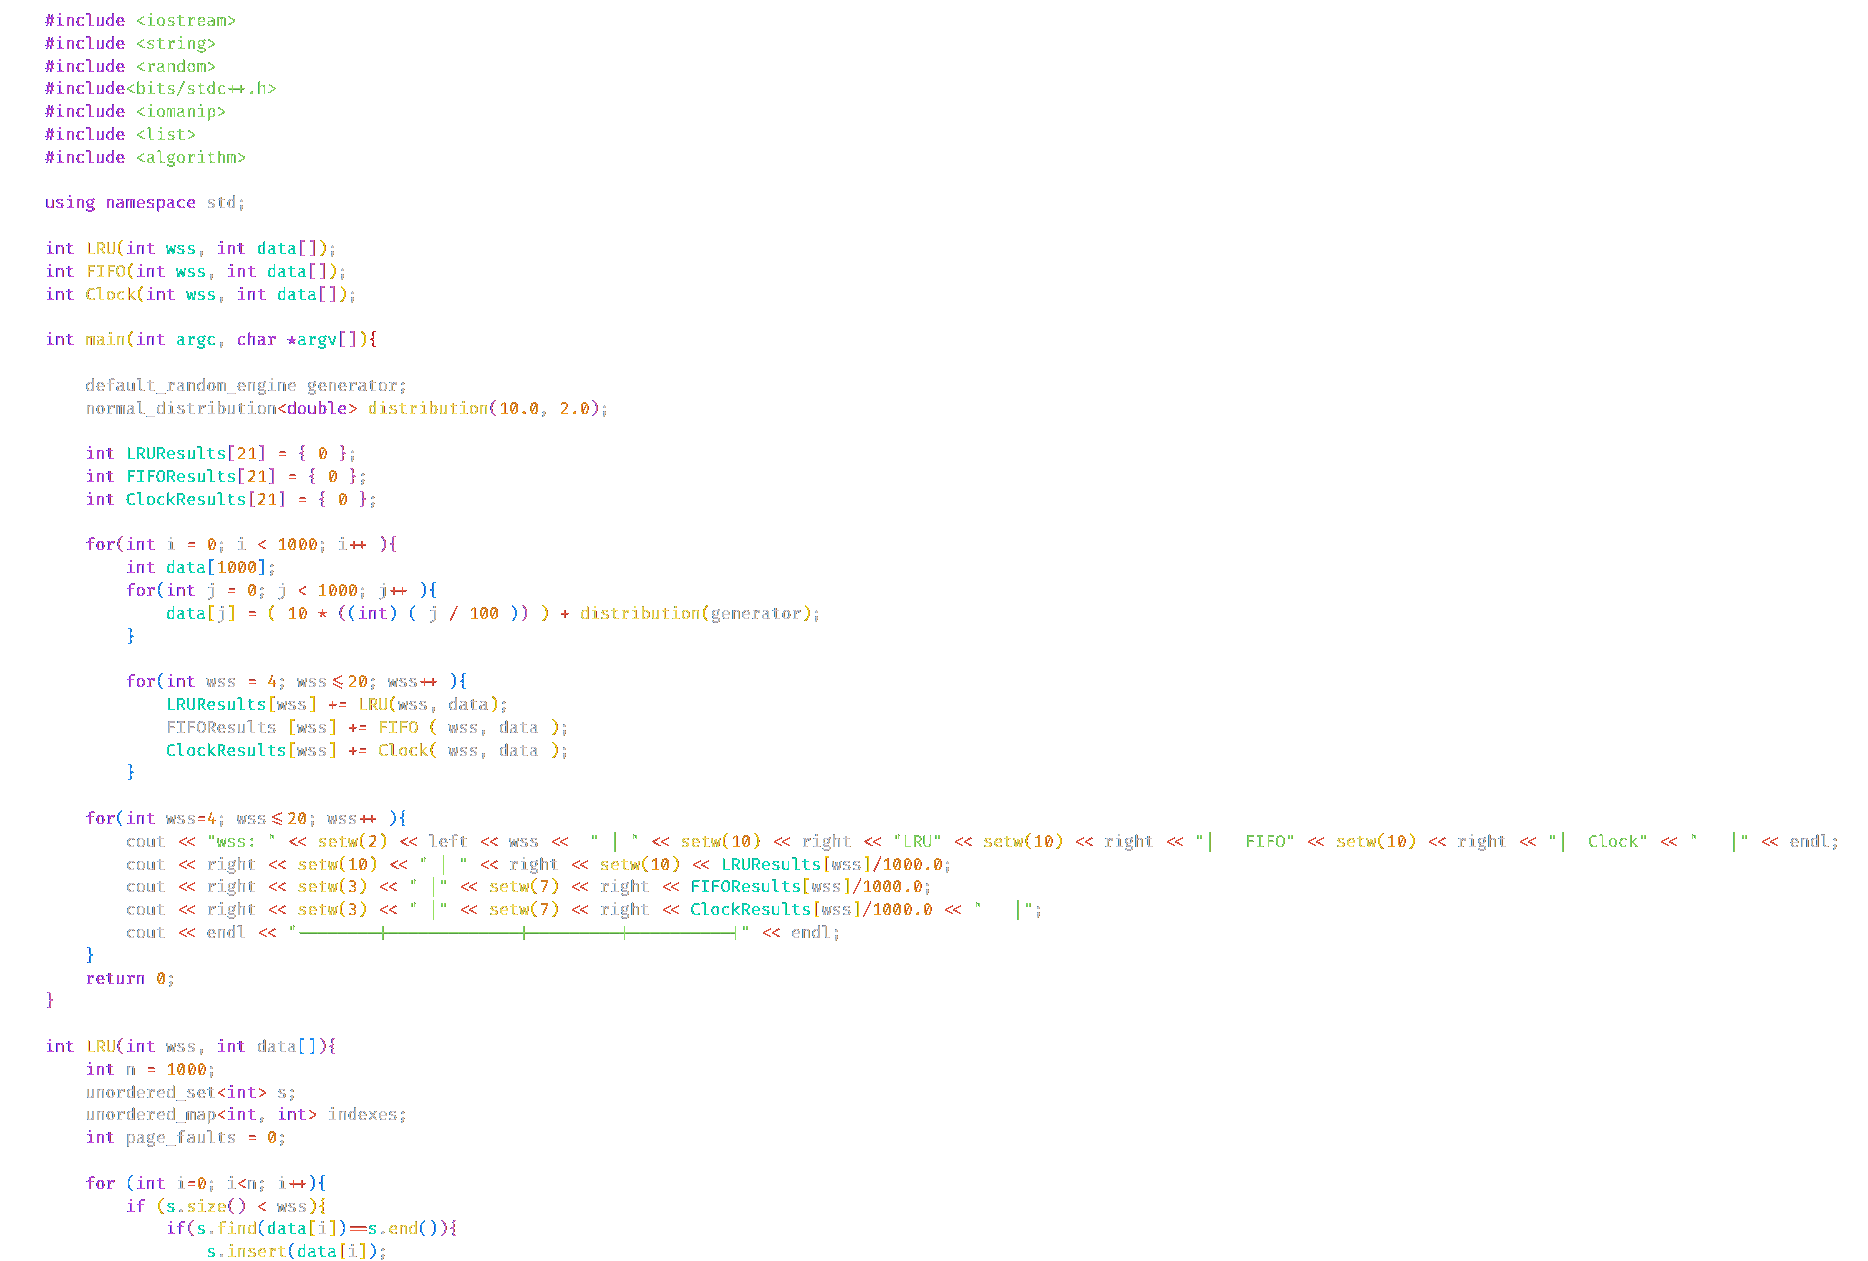 #include <iostream>
#include <string>
#include <random>
#include<bits/stdc++.h>
#include <iomanip>
#include <list>
#include <algorithm>

using namespace std;

int LRU(int wss, int data[]);
int FIFO(int wss, int data[]);
int Clock(int wss, int data[]);

int main(int argc, char *argv[]){

    default_random_engine generator;
    normal_distribution<double> distribution(10.0, 2.0);

    int LRUResults[21] = { 0 };
    int FIFOResults[21] = { 0 };
    int ClockResults[21] = { 0 };

    for(int i = 0; i < 1000; i++ ){
        int data[1000];
        for(int j = 0; j < 1000; j++ ){
            data[j] = ( 10 * ((int) ( j / 100 )) ) + distribution(generator);
        }

        for(int wss = 4; wss<=20; wss++ ){
            LRUResults[wss] += LRU(wss, data);
            FIFOResults [wss] += FIFO ( wss, data );
            ClockResults[wss] += Clock( wss, data );
        }

    for(int wss=4; wss<=20; wss++ ){
        cout << "wss: " << setw(2) << left << wss <<  " | " << setw(10) << right << "LRU" << setw(10) << right << "|   FIFO" << setw(10) << right << "|  Clock" << "   |" << endl;
        cout << right << setw(10) << " | " << right << setw(10) << LRUResults[wss]/1000.0;
        cout << right << setw(3) << " |" << setw(7) << right << FIFOResults[wss]/1000.0;
        cout << right << setw(3) << " |" << setw(7) << right << ClockResults[wss]/1000.0 << "   |";
        cout << endl << "--------+-------------+---------+----------|" << endl;
    }
    return 0;
}

int LRU(int wss, int data[]){
    int n = 1000;
    unordered_set<int> s;
    unordered_map<int, int> indexes;
    int page_faults = 0;

    for (int i=0; i<n; i++){
        if (s.size() < wss){
            if(s.find(data[i])==s.end()){
                s.insert(data[i]);